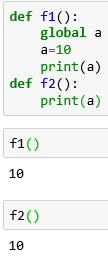 def f1():
    global a
    a=10
    print(a)
def f2():
    print(a)
f1()
10
f2()
10